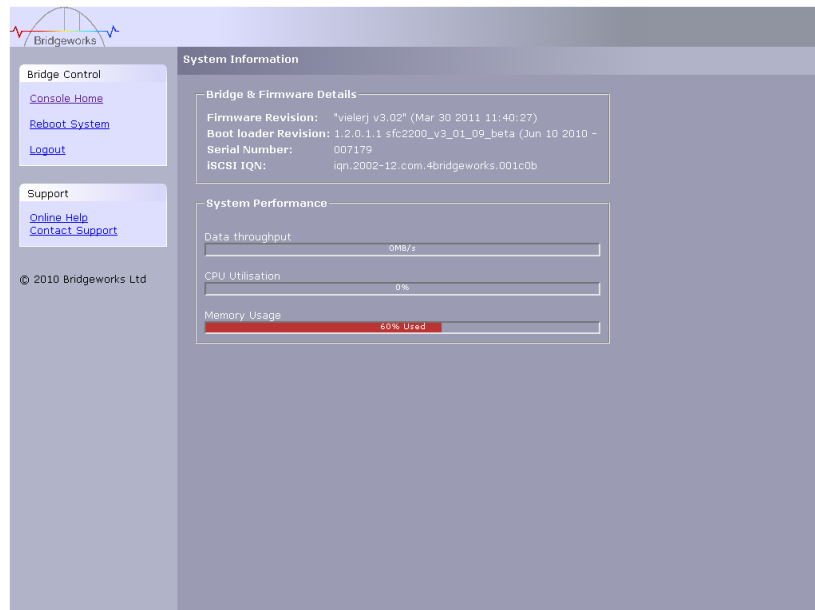 Bridgeworks
System Information
Bridge Control
Console Home
Reboot System
Logout
Support
Online Help
Contact Support
© 2010 Bridgeworks Ltd
Bridge & Firmware Details
Firmware Revision: "vielerj v3.02" (Mar 30 2011 11:40:27)
Boot loader Revision: 1.2.0.1.1 sfc2200_v3_01_09_beta (Jun 10 2010 -
Serial Number: 007179
iSCSI IQN: iqn.2002-12.com.4bridgeworks.001c0b
System Performance
Data throughput
0MB/s
CPU Utilisation
0%
Memory Usage
60% Used